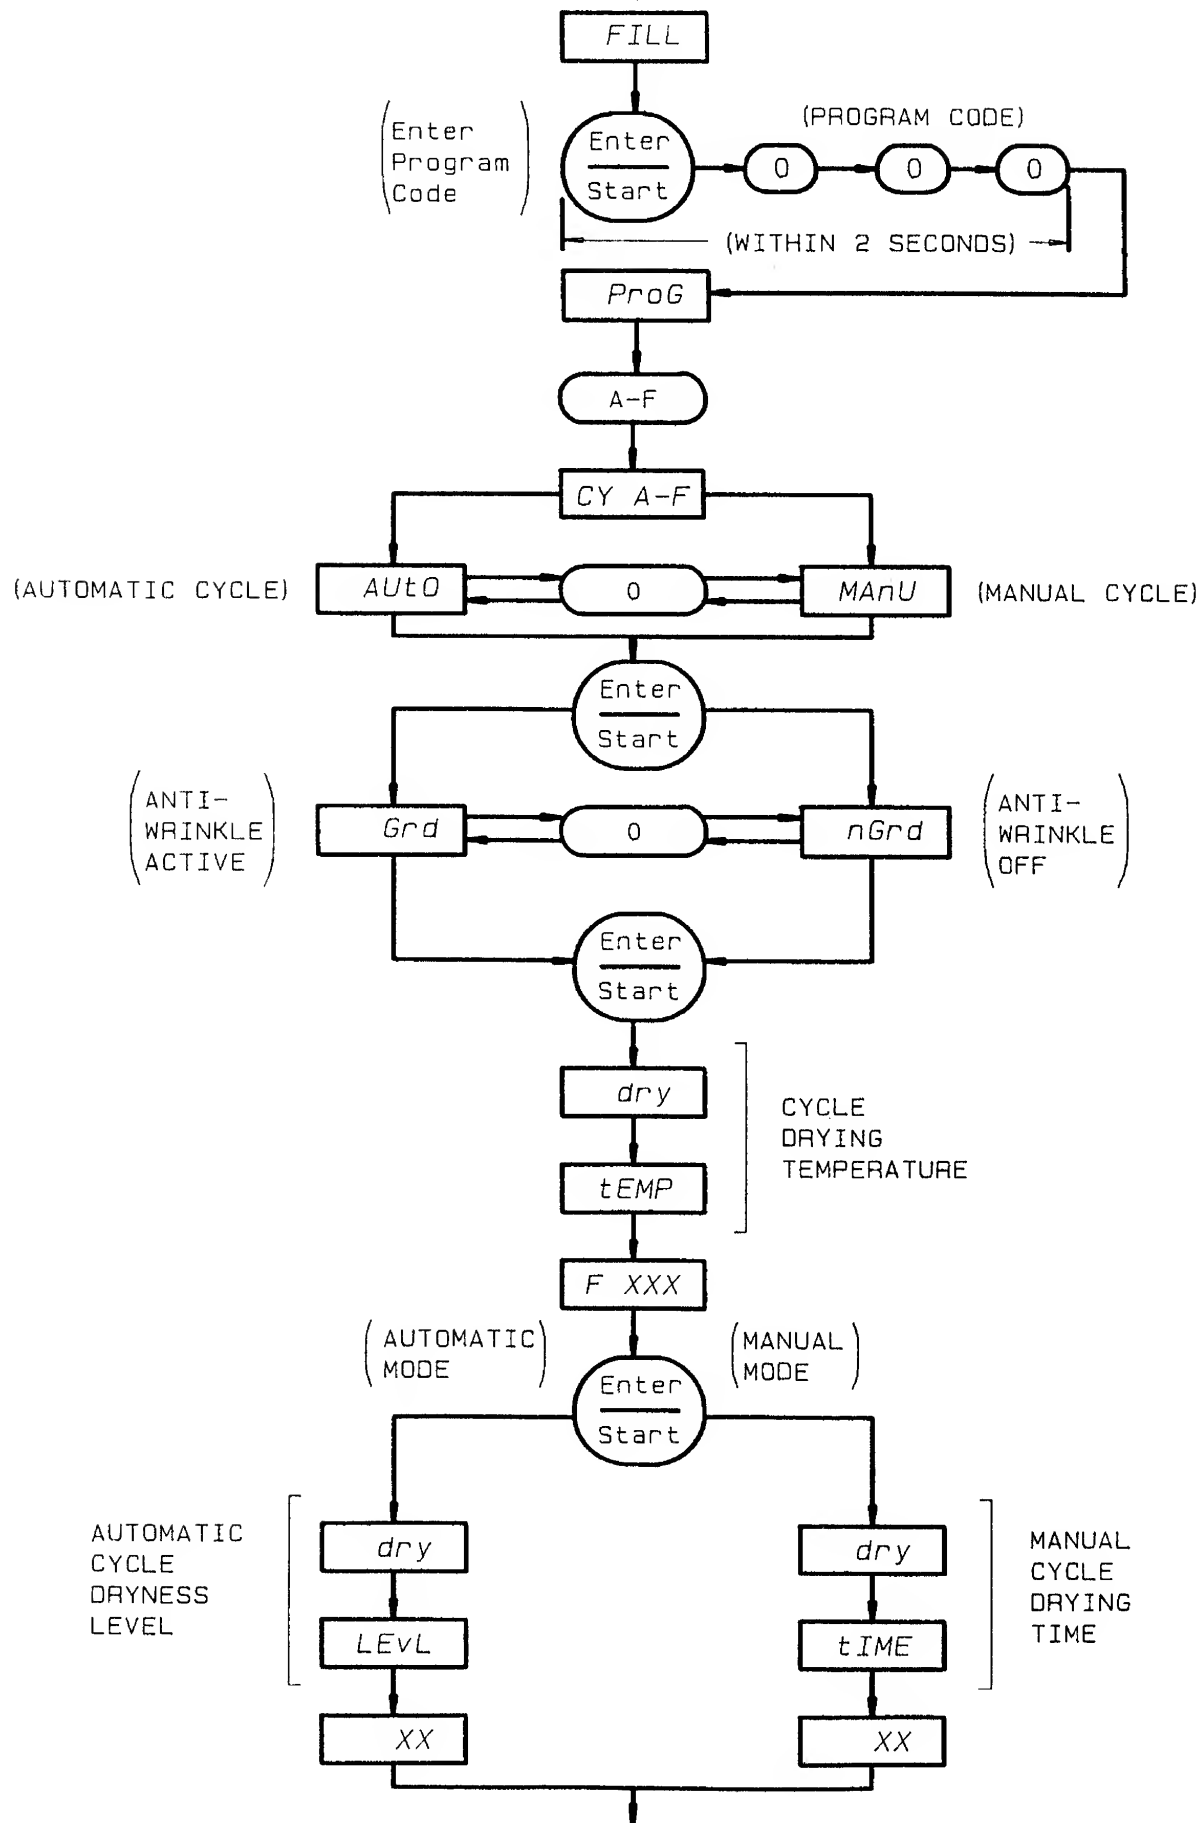 FILL
(Enter
Program
Code)
Enter
Start
(PROGRAM CODE)
0
0
0
(WITHIN 2 SECONDS)
ProG
A-F
CY A-F
(AUTOMATIC CYCLE)
AUtO
0
MAnU
(MANUAL CYCLE)
Enter
Start
(ANTI-
WRINKLE
ACTIVE)
Grd
0
nGrd
(ANTI-
WRINKLE
OFF)
Enter
Start
dry
tEMP
CYCLE
DRYING
TEMPERATURE
F XXX
(AUTOMATIC
MODE)
(MANUAL
MODE)
Enter
Start
AUTOMATIC
CYCLE
DRYNESS
LEVEL
dry
LEvL
XX
dry
tIME
XX
MANUAL
CYCLE
DRYING
TIME